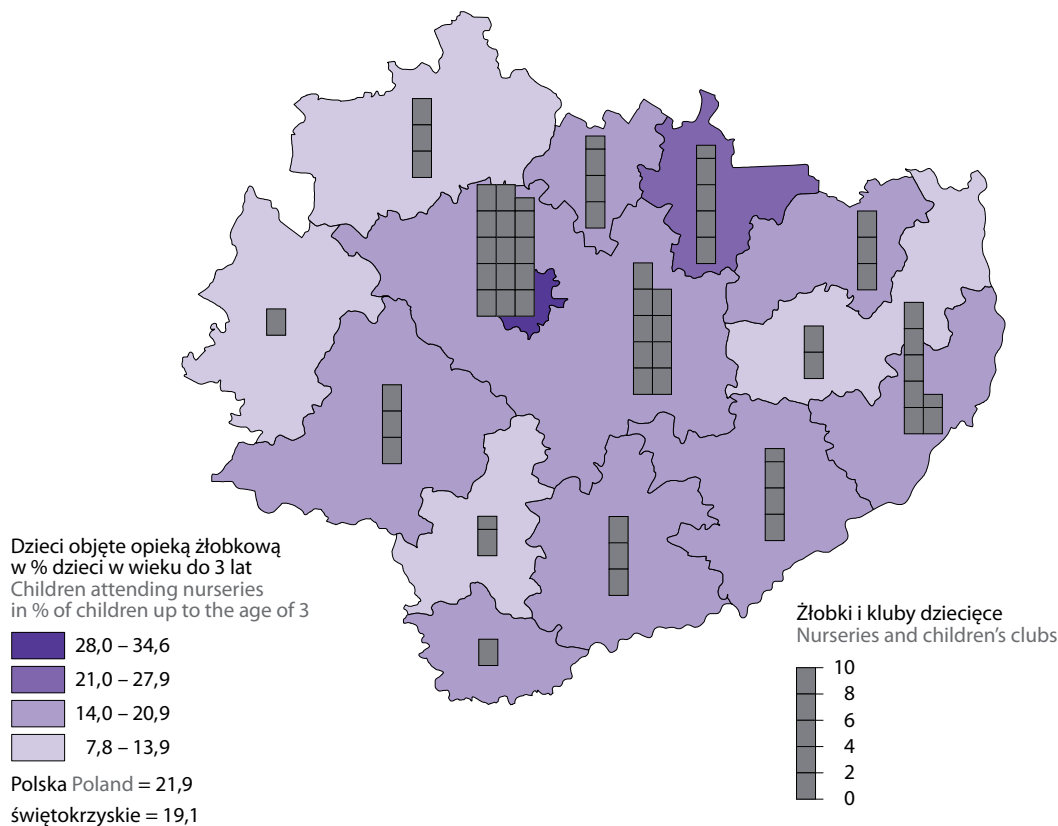 Dzieci objęte opieką żłobkową
w % dzieci w wieku do 3 lat
Children attending nurseries
in % of children up to the age of 3
28,0 – 34,6
21,0 – 27,9
14,0 – 20,9
7,8 – 13,9
Polska Poland = 21,9
świętokrzyskie = 19,1
Żłobki i kluby dziecięce
Nurseries and children's clubs
10
8
6
4
2
0